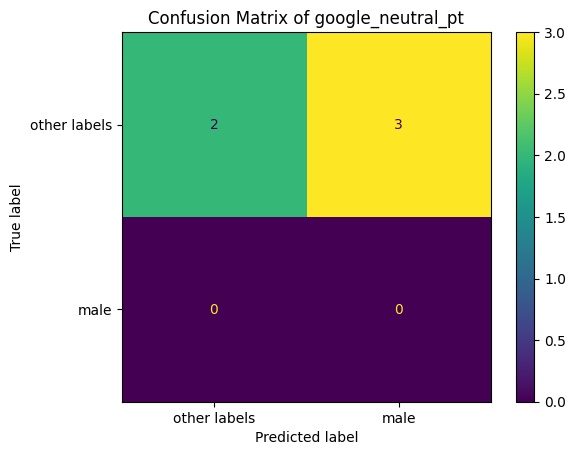 Confusion Matrix of google_neutral_pt
True label
other labels
male
2
3
0
0
other labels
male
Predicted label
3.0
2.5
2.0
1.5
1.0
0.5
0.0